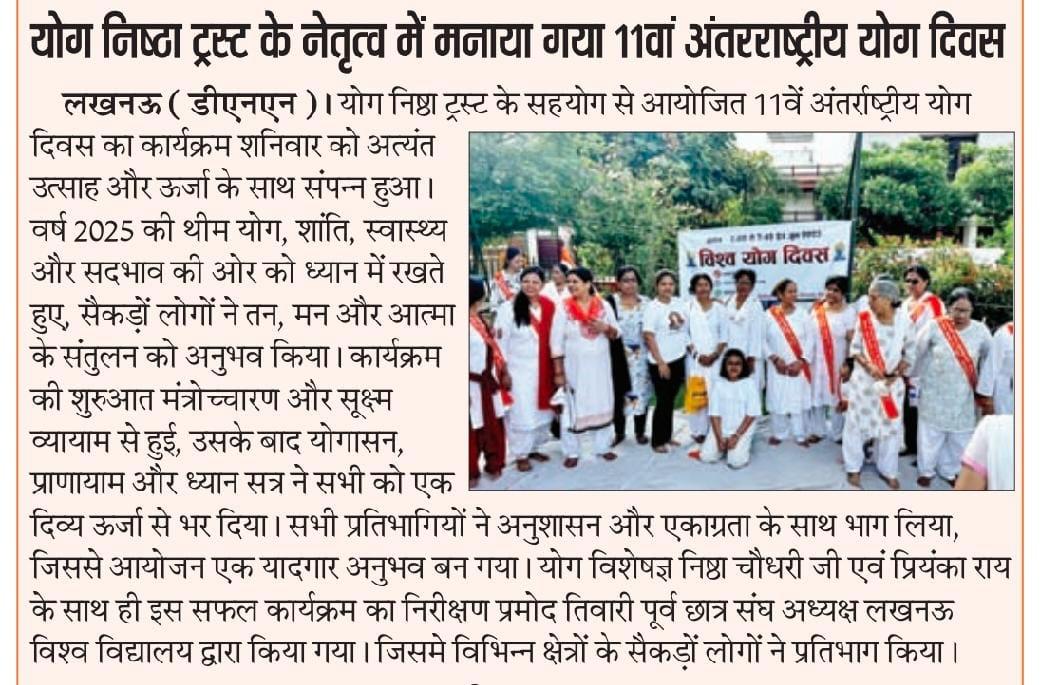 योग निष्ठा ट्रस्ट के नेतृत्व में मनाया गया 11वां अंतरराष्ट्रीय योग दिवस
लखनऊ ( डीएनएन )। योग निष्ठा ट्रस्ट के सहयोग से आयोजित 11वें अंतर्राष्ट्रीय योग
दिवस का कार्यक्रम शनिवार को अत्यंत
उत्साह और ऊर्जा के साथ संपन्न हुआ।
वर्ष 2025 की थीम योग, शांति, स्वास्थ्य
और सदभाव की ओर को ध्यान में रखते
हुए, सैकड़ों लोगों ने तन, मन और आत्मा
के संतुलन को अनुभव किया। कार्यक्रम
की शुरुआत मंत्रोच्चारण और सूक्ष्म
व्यायाम से हुई, उसके बाद योगासन,
प्राणायाम और ध्यान सत्र ने सभी को एक
दिव्य ऊर्जा से भर दिया। सभी प्रतिभागियों ने अनुशासन और एकाग्रता के साथ भाग लिया,
जिससे आयोजन एक यादगार अनुभव बन गया। योग विशेषज्ञ निष्ठा चौधरी जी एवं प्रियंका राय
के साथ ही इस सफल कार्यक्रम का निरीक्षण प्रमोद तिवारी पूर्व छात्र संघ अध्यक्ष लखनऊ
विश्व विद्यालय द्वारा किया गया। जिसमे विभिन्न क्षेत्रों के सैकड़ों लोगों ने प्रतिभाग किया।
विश्व योग दिवस